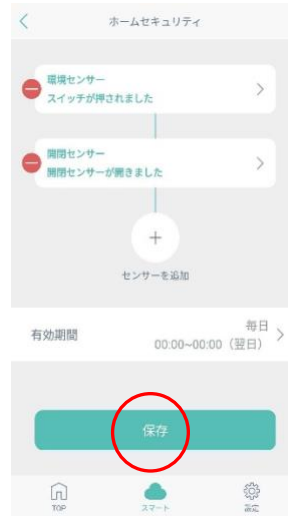 ホームセキュリティ
環境センサー
スイッチが押されました
開閉センサー
開閉センサーが開きました
センサーを追加
有効期間
毎日
00:00~00:00（翌日）
保存
TOP
スマート
設定